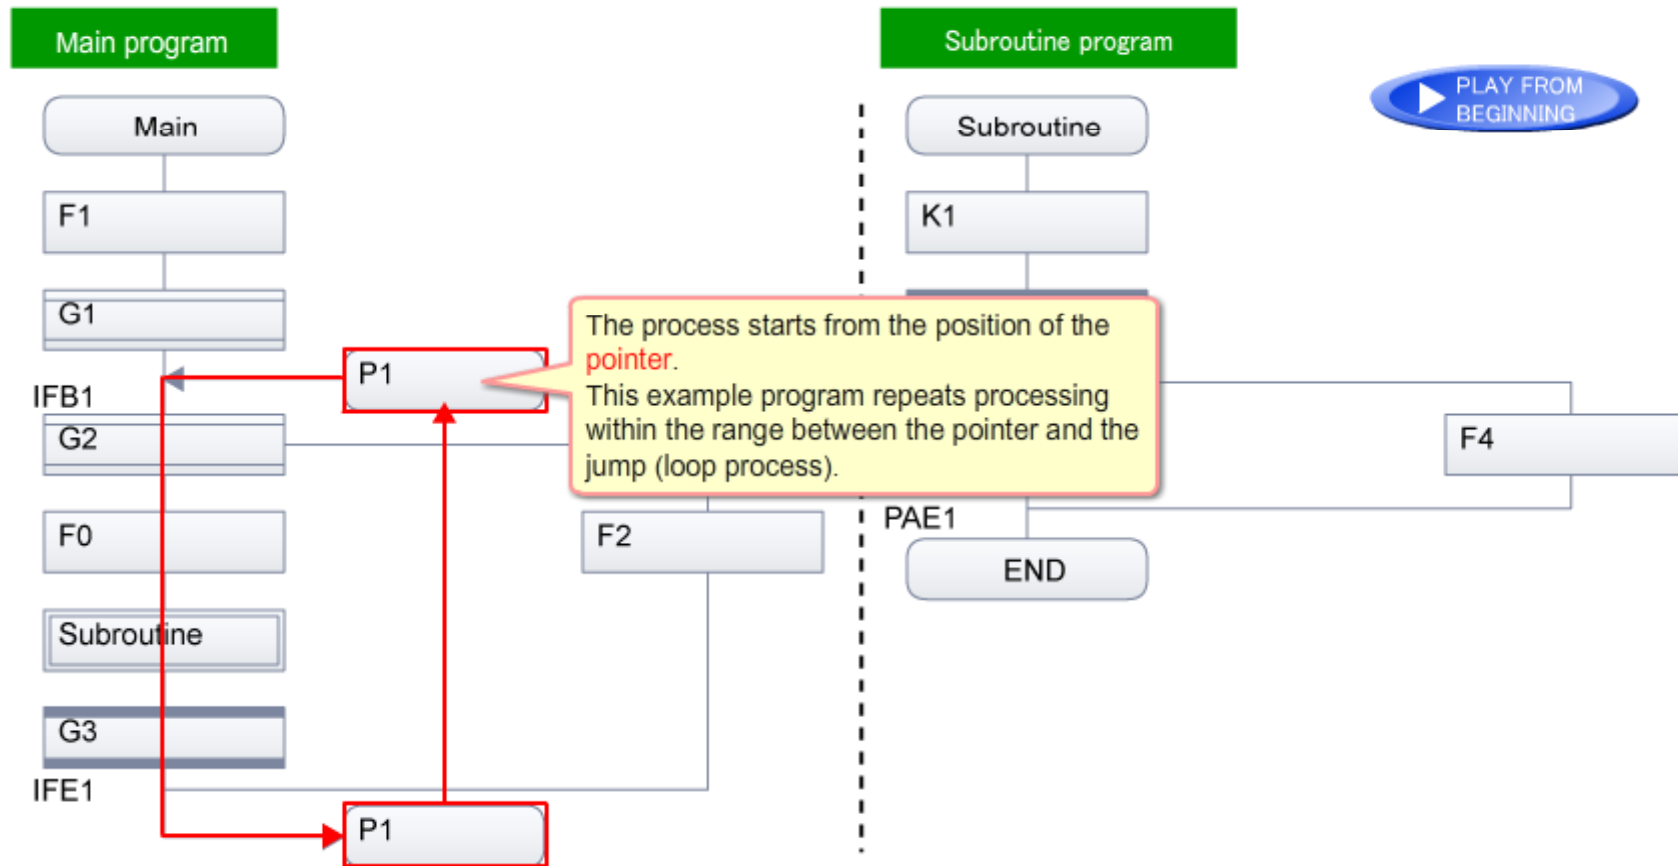 Main program
Subroutine program
PLAY FROM
BEGINNING
Main
Subroutine
F1
K1
G1
The process starts from the position of the
pointer.
This example program repeats processing
within the range between the pointer and the
jump (loop process).
P1
IFB1
G2
F4
F0
F2
PAE1
END
Subroutine
G3
IFE1
P1